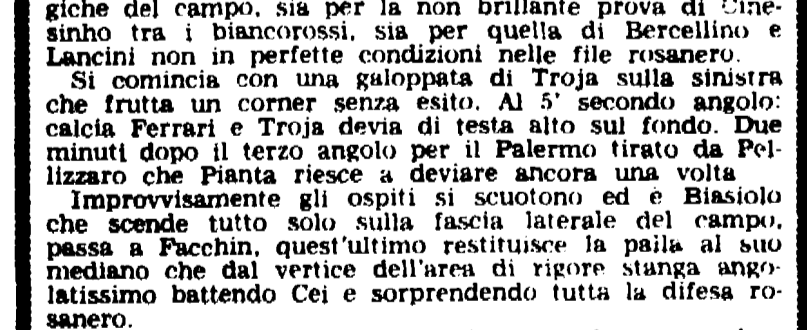 giche del campo, sia per la non brillante prova di Cine-
sinho tra i biancorossi, sia per quella di Bercellino e
Lancini non in perfette condizioni nelle file rosanero.
Si comincia con una galoppata di Troja sulla sinistra
che frutta un corner senza esito. Al 5' secondo angolo:
calcia Ferrari e Troja devia di testa alto sul fondo. Due
minuti dopo il terzo angolo per il Palermo tirato da Pel-
lizzaro che Pianta riesce a deviare ancora una volta
Improvvisamente gli ospiti si scuotono ed è Biasiolo
che scende tutto solo sulla fascia laterale del campo,
passa a Facchin, quest'ultimo restituisce la palla al suo
mediano che dal vertice dell'area di rigore stanga ango-
latissimo battendo Cei e sorprendendo tutta la difesa ro-
sanero.